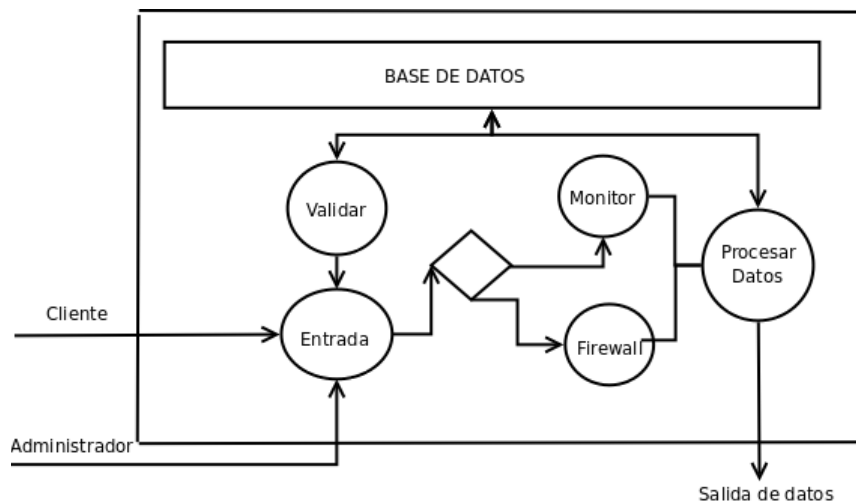 BASE DE DATOS
Validar
Monitor
Procesar
Datos
Cliente
Entrada
Firewall
Administrador
Salida de datos